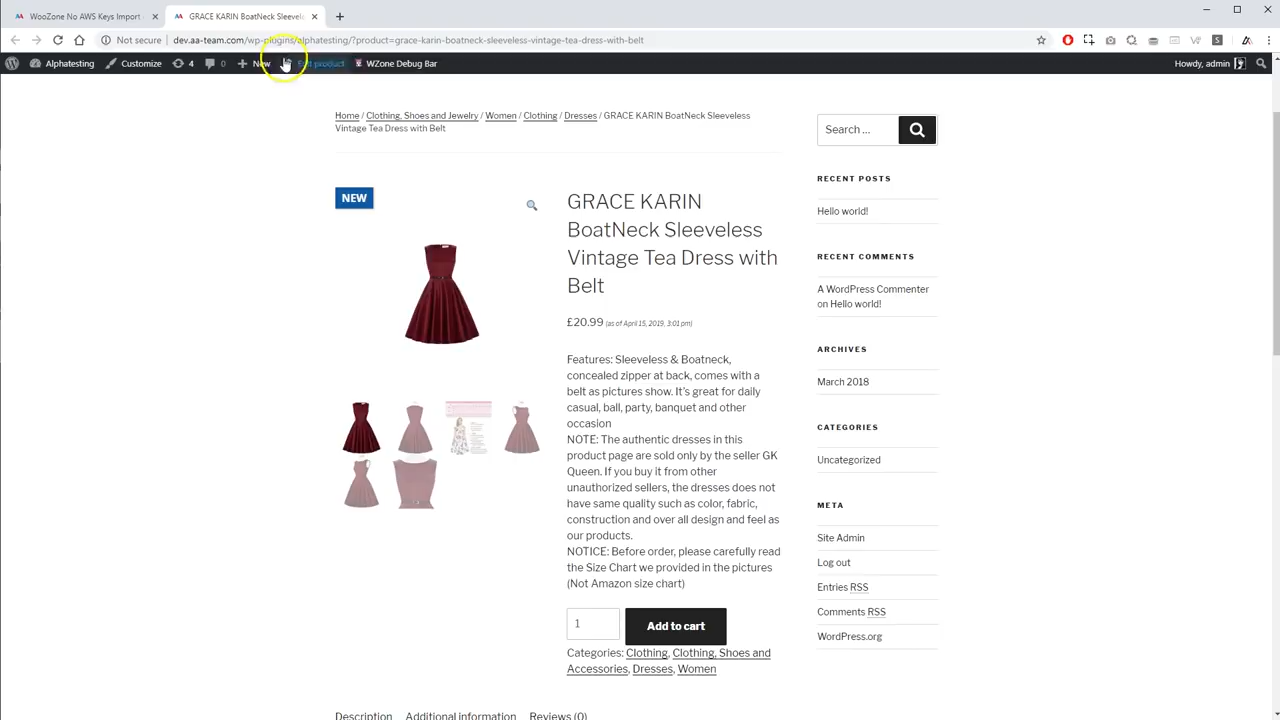 WooZone No AWS Keys Import
GRACE KARIN BoatNeck Sleeveless
Not secure
dev.aa-team.com/wp-plugins/alphatesting/?product=grace-karin-boatneck-sleeveless-vintage-tea-dress-with-belt
Alphatesting
Customize
4
0
New
Edit product
WZone Debug Bar
Howdy, admin
Home / Clothing, Shoes and Jewelry / Women / Clothing / Dresses / GRACE KARIN BoatNeck Sleeveless
Vintage Tea Dress with Belt
NEW
GRACE KARIN
BoatNeck Sleeveless
Vintage Tea Dress with
Belt
£20.99 (as of April 15, 2019, 3:01 pm)
Features: Sleeveless & Boatneck,
concealed zipper at back, comes with a
belt as pictures show. It's great for daily
casual, ball, party, banquet and other
occasion
NOTE: The authentic dresses in this
product page are sold only by the seller GK
Queen. If you buy it from other
unauthorized sellers, the dresses does not
have same quality such as color, fabric,
construction and over all design and feel as
our products.
NOTICE: Before order, please carefully read
the Size Chart we provided in the pictures
(Not Amazon size chart)
1
Add to cart
Categories: Clothing, Clothing, Shoes and
Accessories, Dresses, Women
Description
Additional information
Reviews (0)
Search …
RECENT POSTS
Hello world!
RECENT COMMENTS
A WordPress Commenter
on Hello world!
ARCHIVES
March 2018
CATEGORIES
Uncategorized
META
Site Admin
Log out
Entries RSS
Comments RSS
WordPress.org